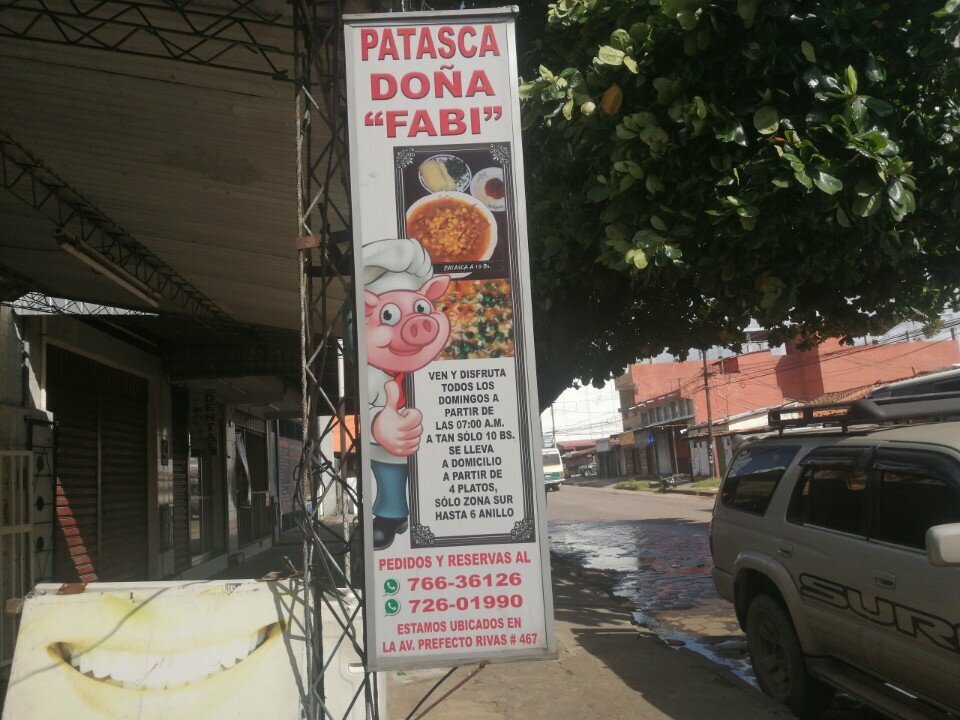 PATASCA
DOÑA
“FABI”
PATASCA A 10 Bs.
VEN Y DISFRUTA
TODOS LOS
DOMINGOS A
PARTIR DE
LAS 07:00 A.M.
A TAN SÓLO 10 BS.
SE LLEVA
A DOMICILIO
A PARTIR DE
4 PLATOS,
SÓLO ZONA SUR
HASTA 6 ANILLO
PEDIDOS Y RESERVAS AL
766-36126
726-01990
ESTAMOS UBICADOS EN
LA AV. PREFECTO RIVAS # 467
DENTAL
SURF